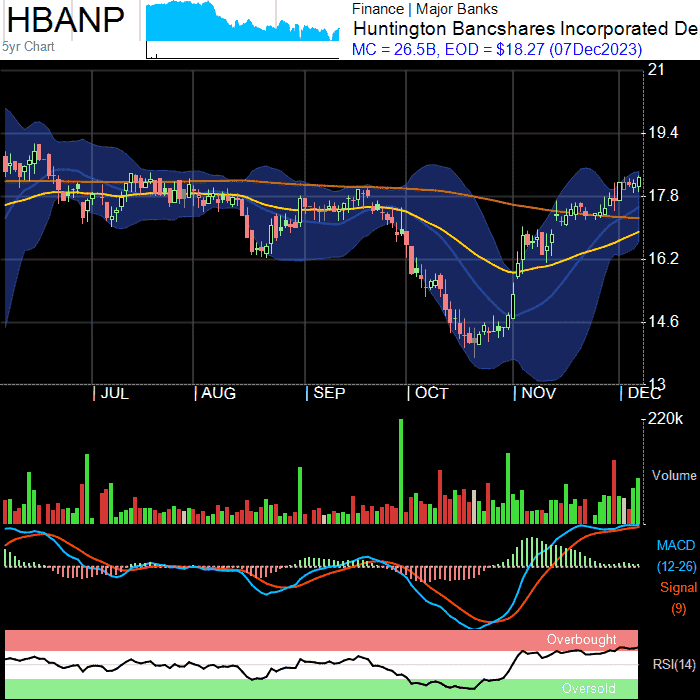 HBANP
5yr Chart
Finance | Major Banks
Huntington Bancshares Incorporated De
MC = 26.5B, EOD = $18.27 (07Dec2023)
21
19.4
17.8
16.2
14.6
13
JUL AUG SEP OCT NOV DEC
220k
Volume
MACD
(12-26)
Signal
(9)
Overbought
RSI(14)
Oversold